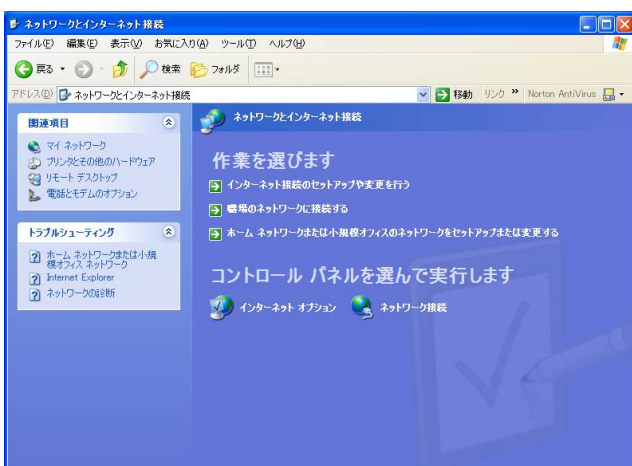 ネットワークとインターネット接続
ファイル(F) 編集(E) 表示(V) お気に入り(A) ツール(T) ヘルプ(H)
戻る 検索 フォルダ
アドレス(D) ネットワークとインターネット接続 移動 リンク » Norton AntiVirus
関連項目
マイ ネットワーク
プリンタとその他のハードウェア
リモート デスクトップ
電話とモデムのオプション
トラブルシューティング
ホーム ネットワークまたは小規
模オフィス ネットワーク
Internet Explorer
ネットワークの診断
ネットワークとインターネット接続
作業を選びます
インターネット接続のセットアップや変更を行う
職場のネットワークに接続する
ホーム ネットワークまたは小規模オフィスのネットワークをセットアップまたは変更する
コントロール パネルを選んで実行します
インターネット オプション ネットワーク接続